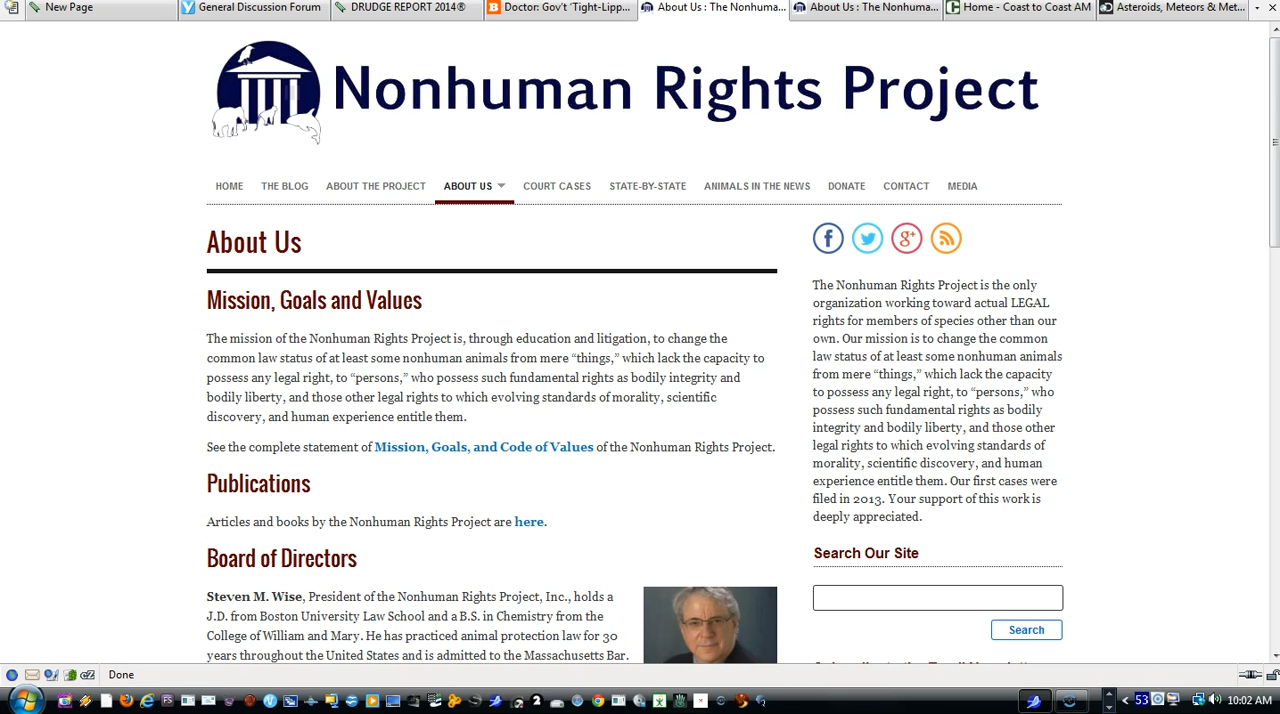 New Page
General Discussion Forum
DRUDGE REPORT 2014®
Doctor: Gov't 'Tight-Lipp...
About Us : The Nonhuma...
About Us : The Nonhuma...
Home - Coast to Coast AM
Asteroids, Meteors & Met...
Nonhuman Rights Project
HOME THE BLOG ABOUT THE PROJECT ABOUT US COURT CASES STATE-BY-STATE ANIMALS IN THE NEWS DONATE CONTACT MEDIA
About Us
Mission, Goals and Values
The mission of the Nonhuman Rights Project is, through education and litigation, to change the
common law status of at least some nonhuman animals from mere “things,” which lack the capacity to
possess any legal right, to “persons,” who possess such fundamental rights as bodily integrity and
bodily liberty, and those other legal rights to which evolving standards of morality, scientific
discovery, and human experience entitle them.
See the complete statement of Mission, Goals, and Code of Values of the Nonhuman Rights Project.
Publications
Articles and books by the Nonhuman Rights Project are here.
Board of Directors
Steven M. Wise, President of the Nonhuman Rights Project, Inc., holds a
J.D. from Boston University Law School and a B.S. in Chemistry from the
College of William and Mary. He has practiced animal protection law for 30
years throughout the United States and is admitted to the Massachusetts Bar.
The Nonhuman Rights Project is the only
organization working toward actual LEGAL
rights for members of species other than our
own. Our mission is to change the common
law status of at least some nonhuman animals
from mere “things,” which lack the capacity
to possess any legal right, to “persons,” who
possess such fundamental rights as bodily
integrity and bodily liberty, and those other
legal rights to which evolving standards of
morality, scientific discovery, and human
experience entitle them. Our first cases were
filed in 2013. Your support of this work is
deeply appreciated.
Search Our Site
Search
Done
53
10:02 AM